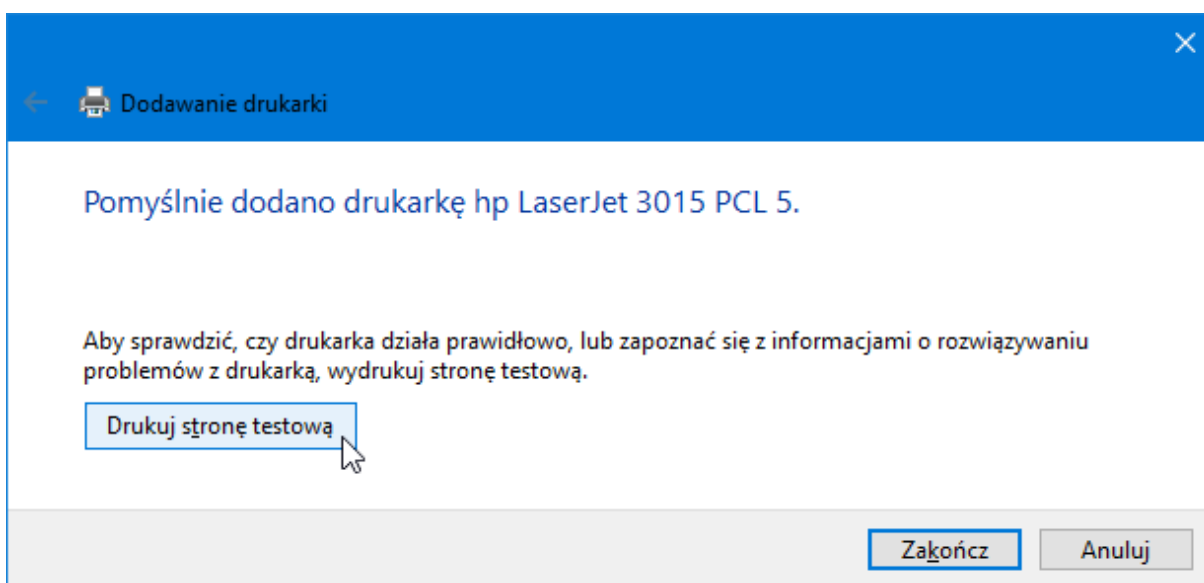 Dodawanie drukarki
Pomyślnie dodano drukarkę hp LaserJet 3015 PCL 5.
Aby sprawdzić, czy drukarka działa prawidłowo, lub zapoznać się z informacjami o rozwiązywaniu
problemów z drukarką, wydrukuj stronę testową.
Drukuj stronę testową
Zakończ Anuluj